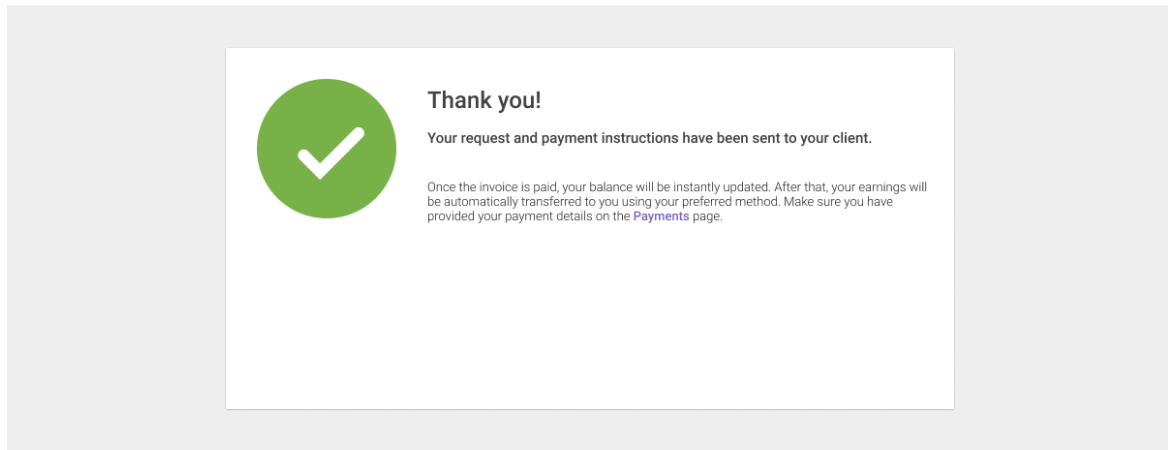 Thank you!
Your request and payment instructions have been sent to your client.
Once the invoice is paid, your balance will be instantly updated. After that, your earnings will
be automatically transferred to you using your preferred method. Make sure you have
provided your payment details on the Payments page.